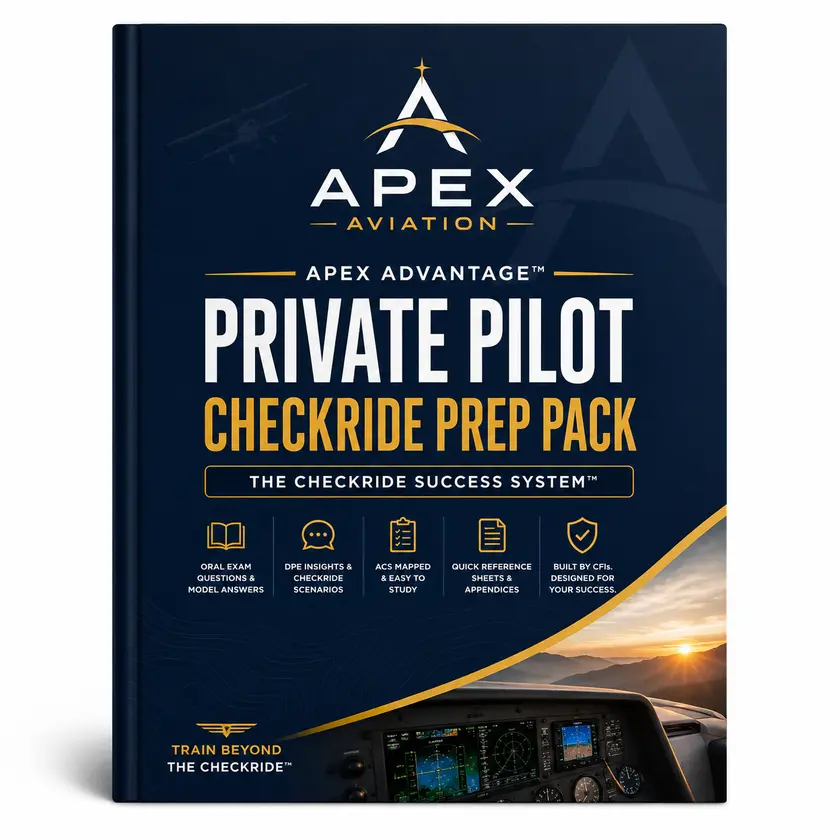 APEX
AVIATION
APEX ADVANTAGE™
PRIVATE PILOT
CHECKRIDE PREP PACK
THE CHECKRIDE SUCCESS SYSTEM™
ORAL EXAM
QUESTIONS &
MODEL ANSWERS
DPE INSIGHTS &
CHECKRIDE
SCENARIOS
ACS MAPPED
& EASY TO
STUDY
QUICK REFERENCE
SHEETS &
APPENDICES
BUILT BY CFIs.
DESIGNED FOR
YOUR SUCCESS.
TRAIN BEYOND
THE CHECKRIDE™